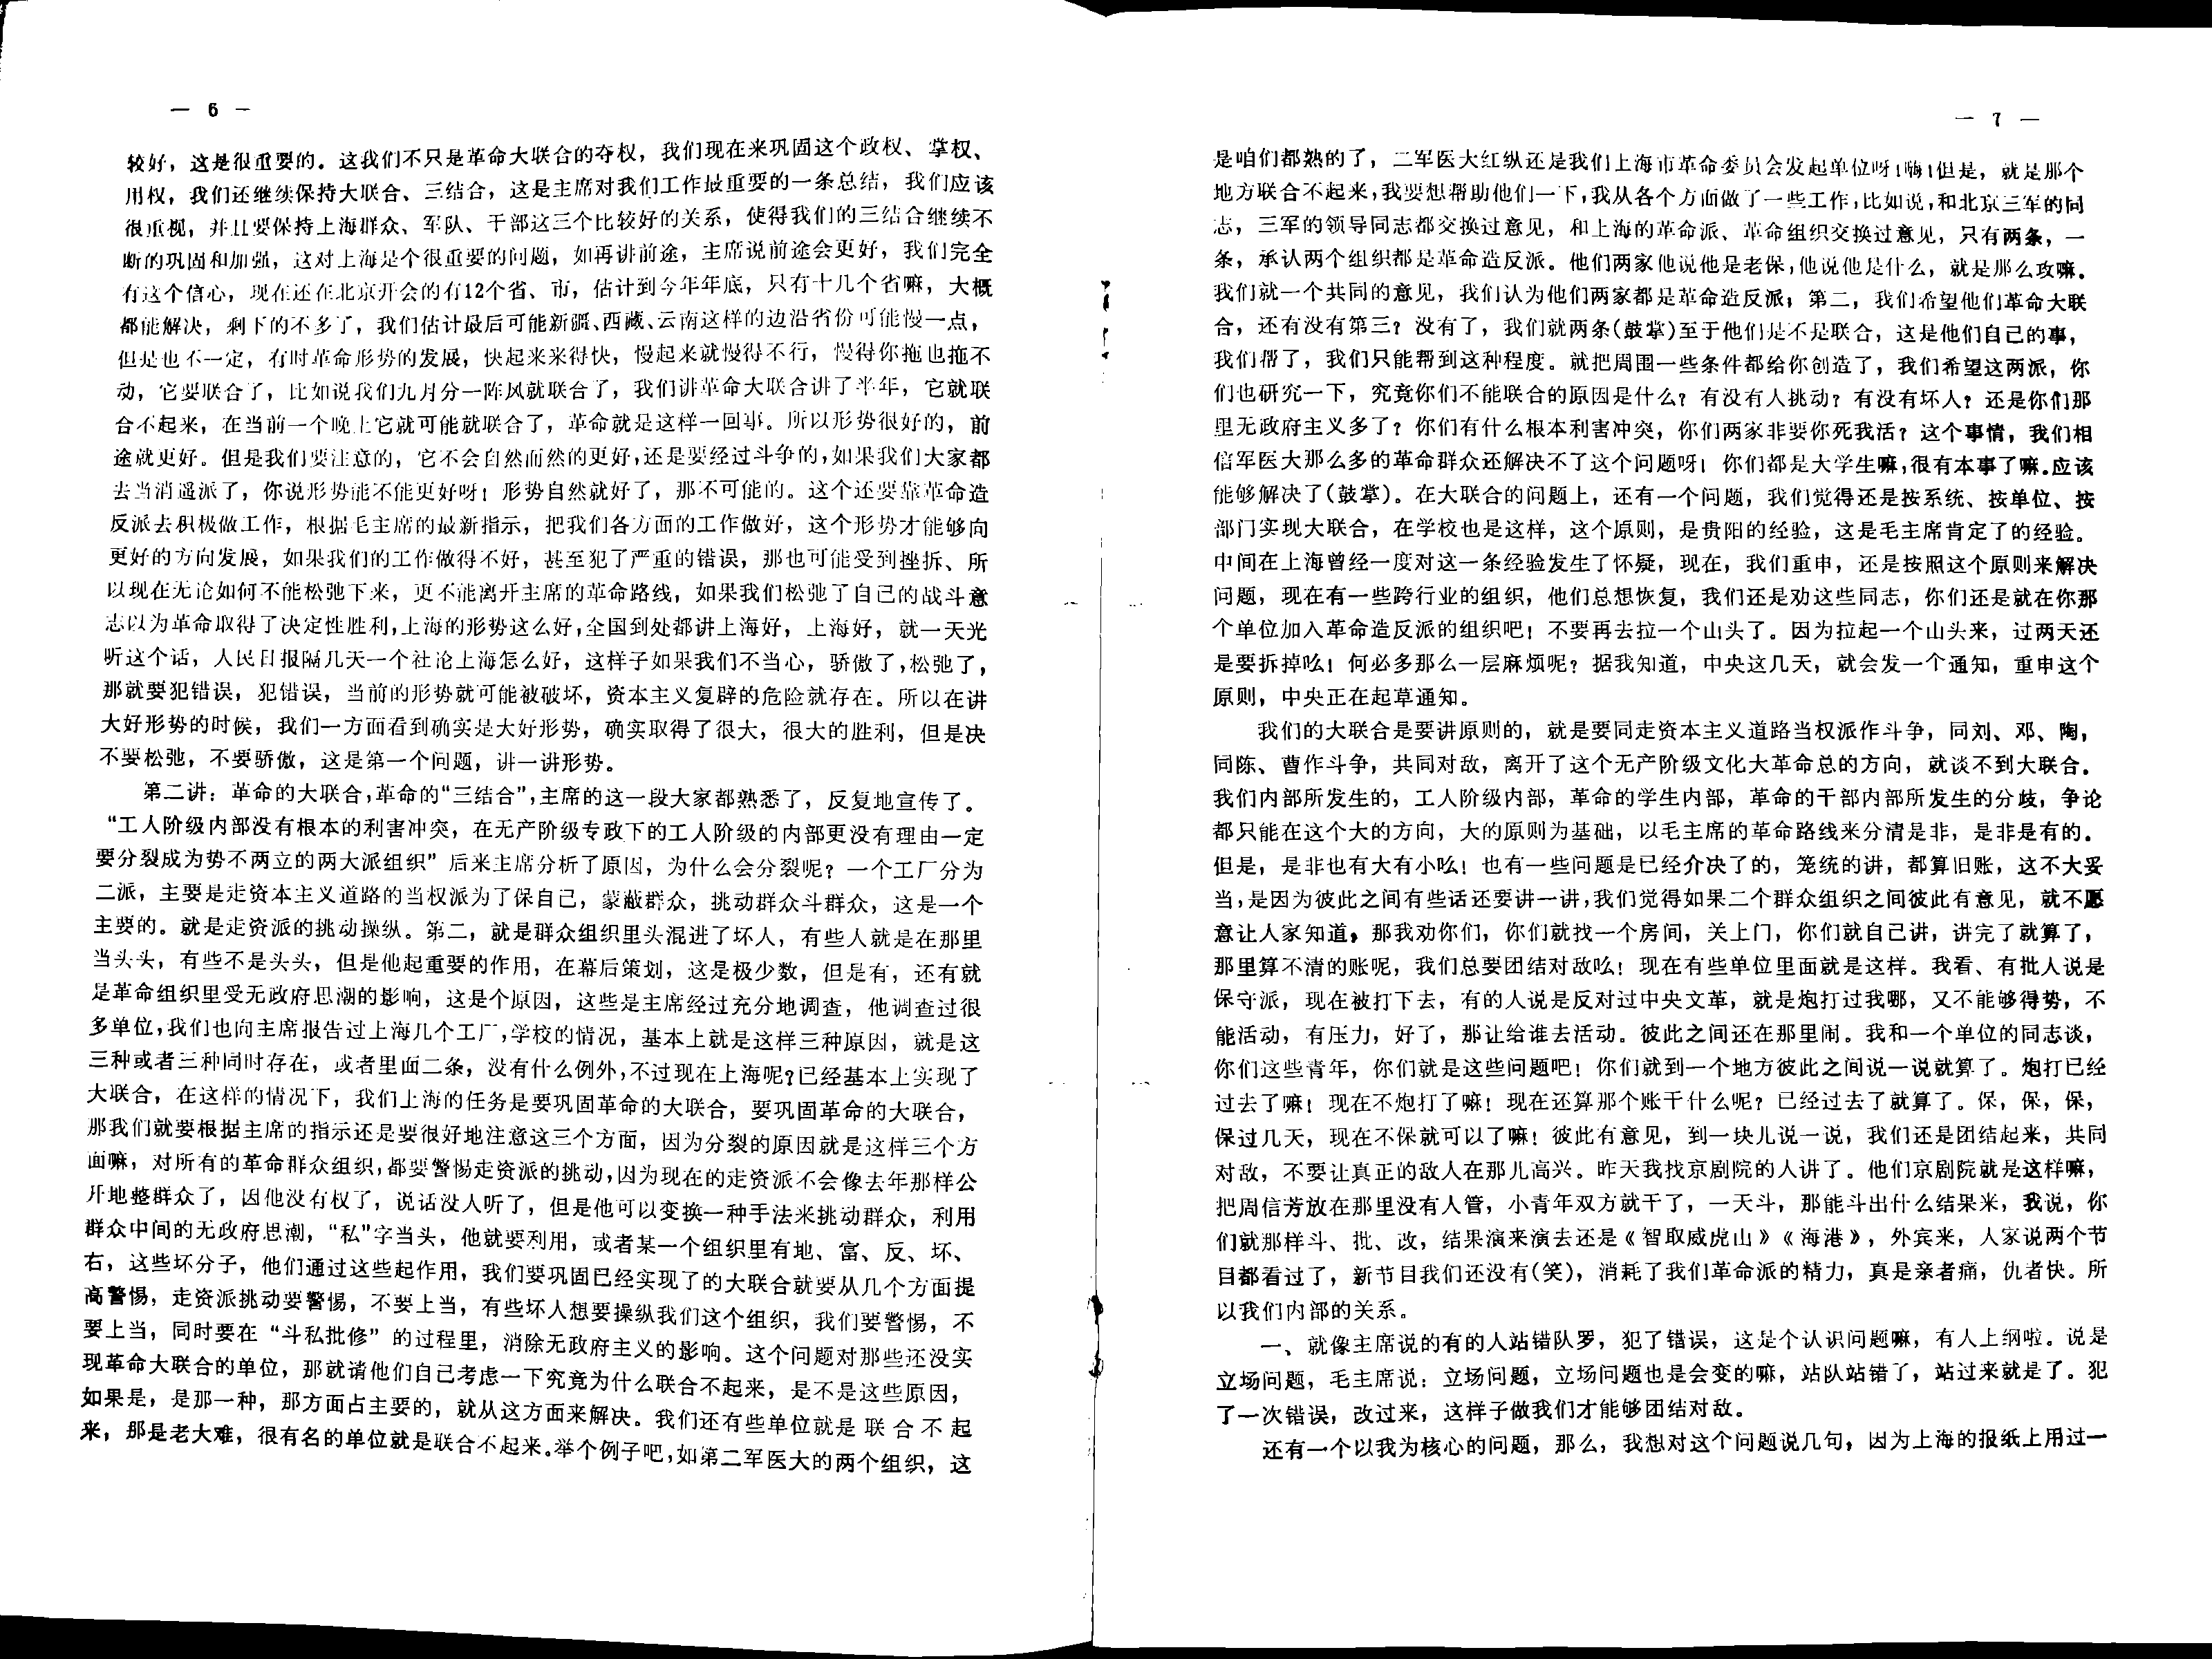 — 6 —
较好，这是很重要的。这我们不只是革命大联合的夺权，我们现在来巩固这个政权、掌权、
用权，我们还继续保持大联合、三结合，这是主席对我们工作最重要的一条总结，我们应该
很重视，并且要保持上海群众、军队、干部这三个比较好的关系，使得我们的三结合继续不
断的巩固和加强，这对上海是个很重要的问题，如再讲前途，主席说前途会更好，我们完全
有这个信心，现在还在北京开会的有12个省、市，估计到今年年底，只有十几个省嘛，大概
都能解决，剩下的不多了，我们估计最后可能新疆、西藏、云南这样的边沿省份可能慢一点，
但是也不一定，有时革命形势的发展，快起来来得快，慢起来就慢得不行，慢得你拖也拖不
动，它要联合了，比如说我们九月分一阵风就联合了，我们讲革命大联合讲了半年，它就联
合不起来，在当前一个晚上它就可能就联合了，革命就是这样一回事。所以形势很好的，前
途就更好。但是我们要注意的，它不会自然而然的更好，还是要经过斗争的，如果我们大家都
去当消遥派了，你说形势能不能更好呀！形势自然就好了，那不可能的。这个还要靠革命造
反派去积极做工作，根据毛主席的最新指示，把我们各方面的工作做好，这个形势才能够向
更好的方向发展，如果我们的工作做得不好，甚至犯了严重的错误，那也可能受到挫折、所
以现在无论如何不能松弛下来，更不能离开主席的革命路线，如果我们松弛了自己的战斗意
志以为革命取得了决定性胜利，上海的形势这么好，全国到处都讲上海好，上海好，就一天光
听这个话，人民日报隔几天一个社论上海怎么好，这样子如果我们不当心，骄傲了，松弛了，
那就要犯错误，犯错误，当前的形势就可能被破坏，资本主义复辟的危险就存在。所以在讲
大好形势的时候，我们一方面看到确实是大好形势，确实取得了很大，很大的胜利，但是决
不要松弛，不要骄傲，这是第一个问题，讲一讲形势。
第二讲：革命的大联合，革命的“三结合”，主席的这一段大家都熟悉了，反复地宣传了。
“工人阶级内部没有根本的利害冲突，在无产阶级专政下的工人阶级的内部更没有理由一定
要分裂成为势不两立的两大派组织” 后来主席分析了原因，为什么会分裂呢？一个工厂分为
二派，主要是走资本主义道路的当权派为了保自己，蒙蔽群众，挑动群众斗群众，这是一个
主要的。就是走资派的挑动操纵。第二，就是群众组织里头混进了坏人，有些人就是在那里
当头头，有些不是头头，但是他起重要的作用，在幕后策划，这是极少数，但是有，还有就
是革命组织里受无政府思潮的影响，这是个原因，这些是主席经过充分地调查，他调查过很
多单位，我们也向主席报告过上海几个工厂，学校的情况，基本上就是这样三种原因，就是这
三种或者三种同时存在，或者里面二条，没有什么例外，不过现在上海呢？已经基本上实现了
大联合，在这样的情况下，我们上海的任务是要巩固革命的大联合，要巩固革命的大联合，
那我们就要根据主席的指示还是要很好地注意这三个方面，因为分裂的原因就是这样三个方
面嘛，对所有的革命群众组织，都要警惕走资派的挑动，因为现在的走资派不会像去年那样公
开地整群众了，因他没有权了，说话没人听了，但是他可以变换一种手法来挑动群众，利用
群众中间的无政府思潮，“私”字当头，他就要利用，或者某一个组织里有地、富、反、坏、
右，这些坏分子，他们通过这些起作用，我们要巩固已经实现了的大联合就要从几个方面提
高警惕，走资派挑动要警惕，不要上当，有些坏人想要操纵我们这个组织，我们要警惕，不
要上当，同时要在 “斗私批修” 的过程里，消除无政府主义的影响。这个问题对那些还没实
现革命大联合的单位，那就请他们自己考虑一下究竟为什么联合不起来，是不是这些原因，
如果是，是那一种，那方面占主要的，就从这方面来解决。我们还有些单位就是联合不起
来，那是老大难，很有名的单位就是联合不起来。举个例子吧，如第二军医大的两个组织，这
— 7 —
是咱们都熟的了，二军医大红纵还是我们上海市革命委员会发起单位呀！嗨！但是，就是那个
地方联合不起来，我要想帮助他们一下，我从各个方面做了一些工作，比如说，和北京三军的同
志，三军的领导同志都交换过意见，和上海的革命派、革命组织交换过意见，只有两条，一
条，承认两个组织都是革命造反派。他们两家他说他是老保，他说他是什么，就是那么攻嘛。
我们就一个共同的意见，我们认为他们两家都是革命造反派；第二，我们希望他们革命大联
合，还有没有第三？没有了，我们就两条（鼓掌）至于他们是不是联合，这是他们自己的事，
我们帮了，我们只能帮到这种程度。就把周围一些条件都给你创造了，我们希望这两派，你
们也研究一下，究竟你们不能联合的原因是什么？有没有人挑动？有没有坏人？还是你们那
里无政府主义多了？你们有什么根本利害冲突，你们两家非要你死我活？这个事情，我们相
信军医大那么多的革命群众还解决不了这个问题呀！你们都是大学生嘛，很有本事了嘛。应该
能够解决了（鼓掌）。在大联合的问题上，还有一个问题，我们觉得还是按系统、按单位、按
部门实现大联合，在学校也是这样，这个原则，是贵阳的经验，这是毛主席肯定了的经验。
中间在上海曾经一度对这一条经验发生了怀疑，现在，我们重申，还是按照这个原则来解决
问题，现在有一些跨行业的组织，他们总想恢复，我们还是劝这些同志，你们还是就在你那
个单位加入革命造反派的组织吧！不要再去拉一个山头了。因为拉起一个山头来，过两天还
是要拆掉吆！何必多那么一层麻烦呢？据我知道，中央这几天，就会发一个通知，重申这个
原则，中央正在起草通知。
我们的大联合是要讲原则的，就是要同走资本主义道路当权派作斗争，同刘、邓、陶，
同陈、曹作斗争，共同对敌，离开了这个无产阶级文化大革命总的方向，就谈不到大联合。
我们内部所发生的，工人阶级内部，革命的学生内部，革命的干部内部所发生的分歧，争论
都只能在这个大的方向，大的原则为基础，以毛主席的革命路线来分清是非，是非是有的。
但是，是非也有大有小吆！也有一些问题是已经介决了的，笼统的讲，都算旧账，这不大妥
当，是因为彼此之间有些话还要讲一讲，我们觉得如果二个群众组织之间彼此有意见，就不愿
意让人家知道，那我劝你们，你们就找一个房间，关上门，你们就自己讲，讲完了就算了，
那里算不清的账呢，我们总要团结对敌吆！现在有些单位里面就是这样。我看、有批人说是
保守派，现在被打下去，有的人说是反对过中央文革，就是炮打过我哪，又不能够得势，不
能活动，有压力，好了，那让给谁去活动。彼此之间还在那里闹。我和一个单位的同志谈，
你们这些青年，你们就是这些问题吧！你们就到一个地方彼此之间说一说就算了。炮打已经
过去了嘛！现在不炮打了嘛！现在还算那个账干什么呢？已经过去了就算了。保，保，保，
保过几天，现在不保就可以了嘛！彼此有意见，到一块儿说一说，我们还是团结起来，共同
对敌，不要让真正的敌人在那儿高兴。昨天我找京剧院的人讲了。他们京剧院就是这样嘛，
把周信芳放在那里没有人管，小青年双方就干了，一天斗，那能斗出什么结果来，我说，你
们就那样斗、批、改，结果演来演去还是《智取威虎山》《海港》，外宾来，人家说两个节
目都看过了，新节目我们还没有（笑），消耗了我们革命派的精力，真是亲者痛，仇者快。所
以我们内部的关系。
一、就像主席说的有的人站错队罗，犯了错误，这是个认识问题嘛，有人上纲啦。说是
立场问题，毛主席说：立场问题，立场问题也是会变的嘛，站队站错了，站过来就是了。犯
了一次错误，改过来，这样子做我们才能够团结对敌。
还有一个以我为核心的问题，那么，我想对这个问题说几句，因为上海的报纸上用过一